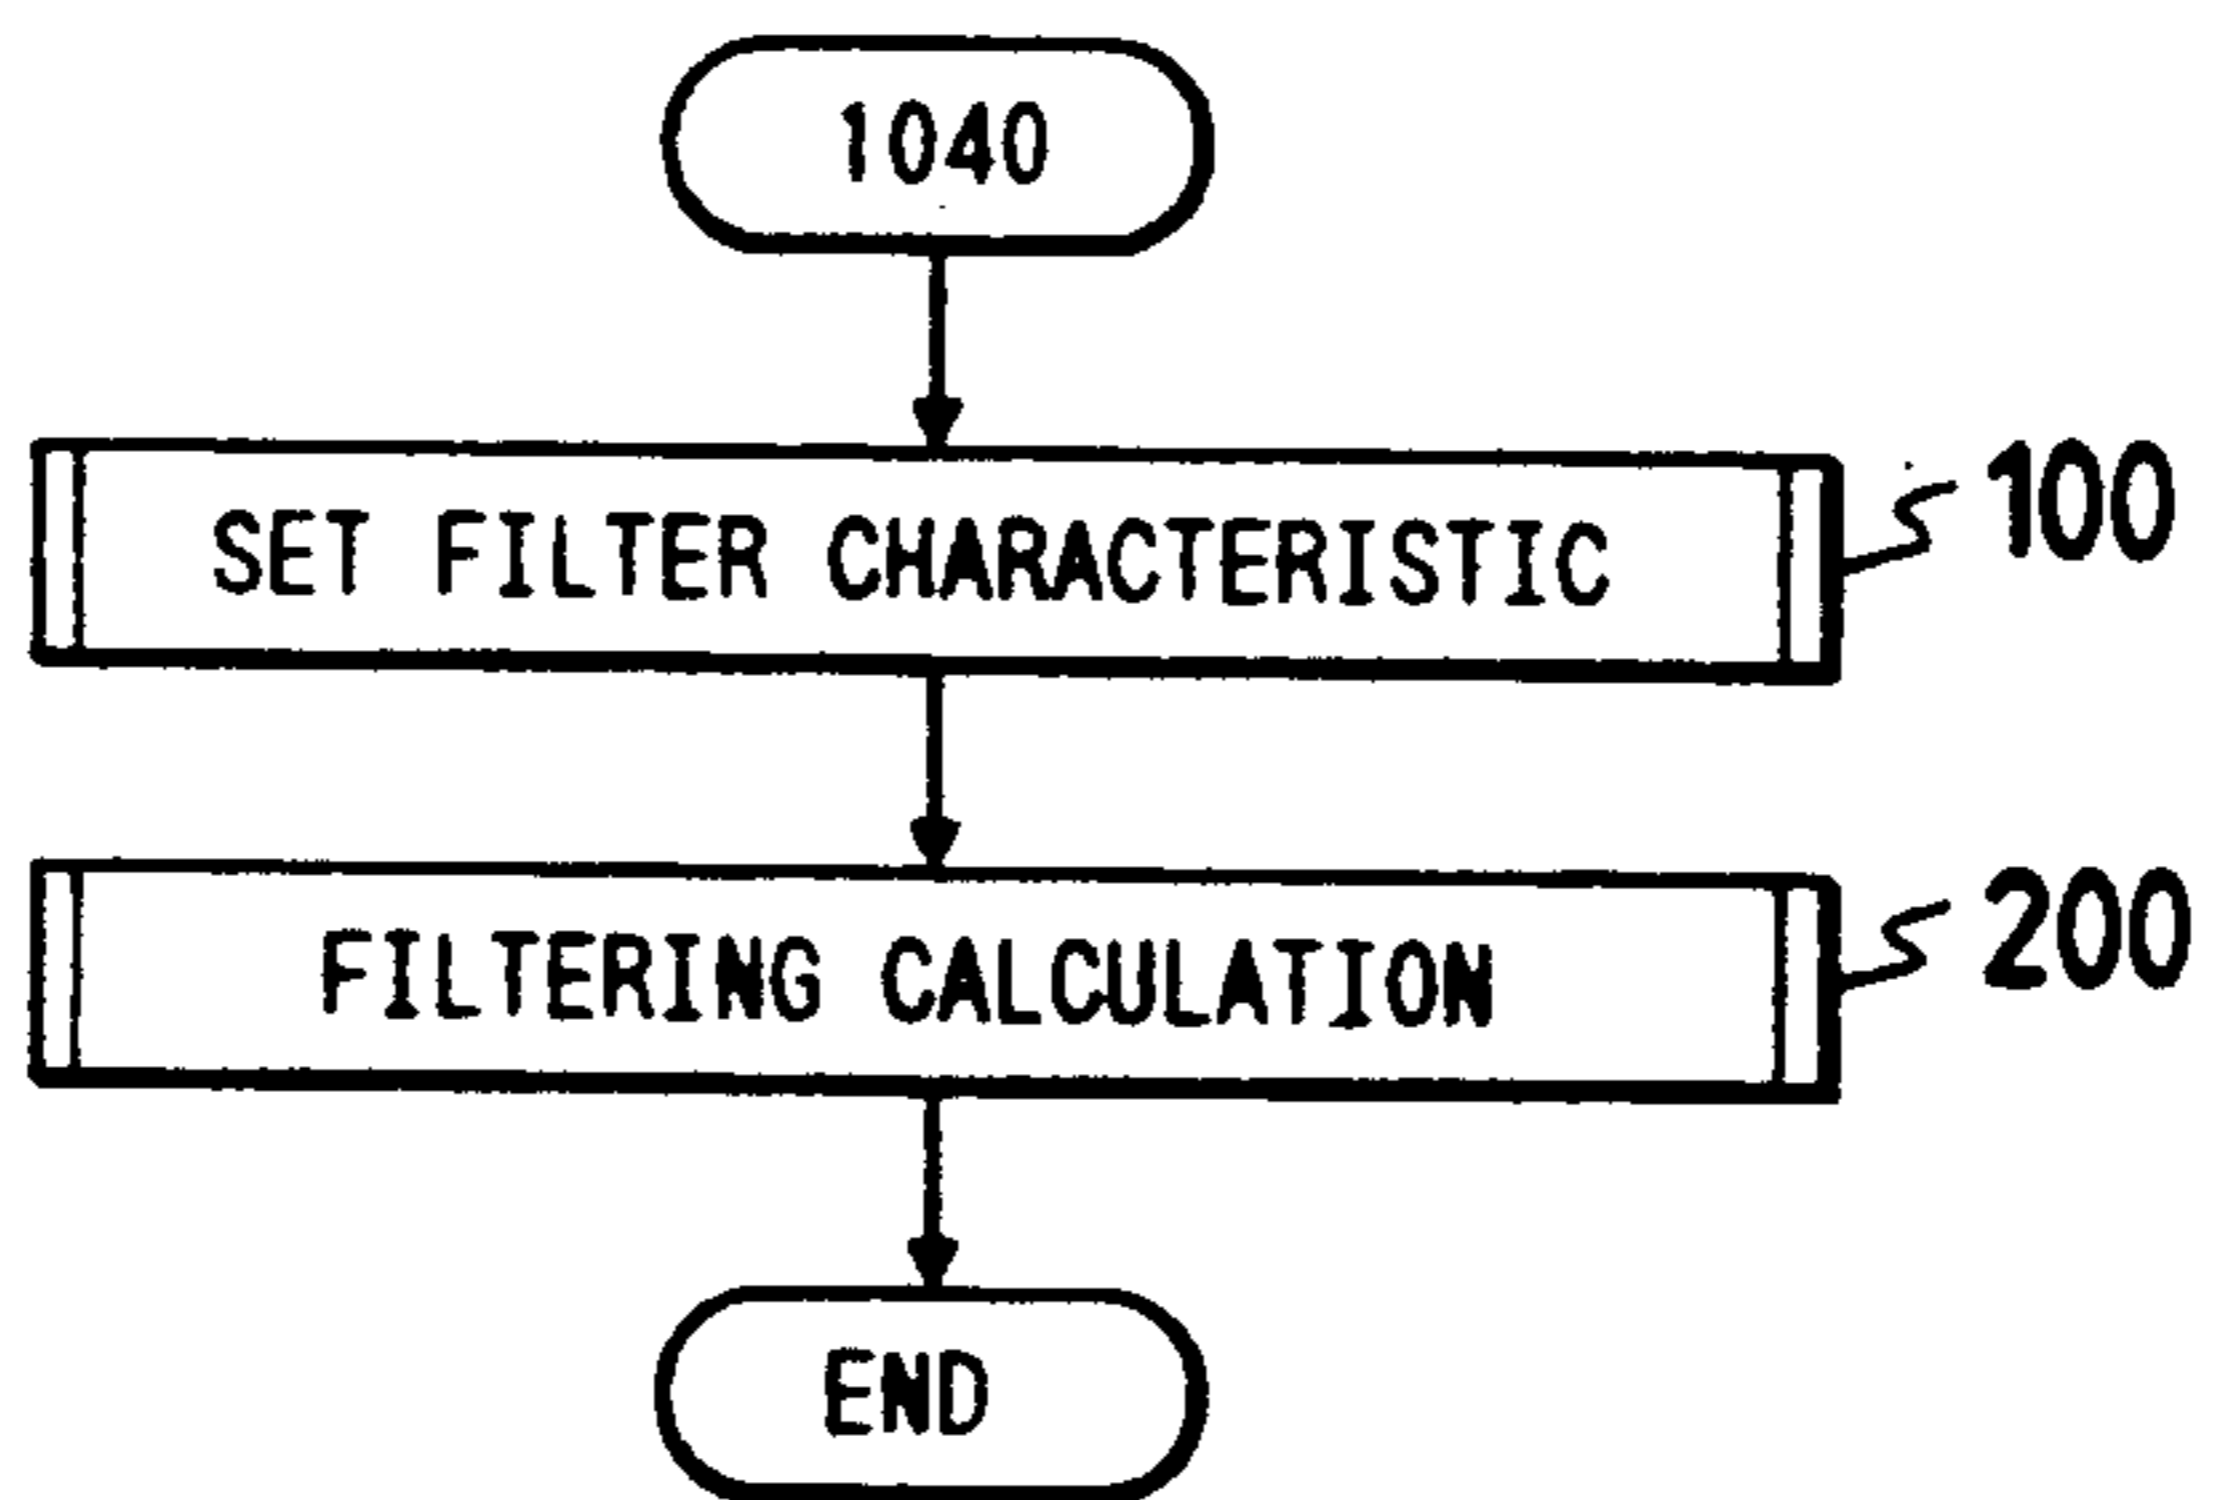 1040
SET FILTER CHARACTERISTIC
100
FILTERING CALCULATION
200
END